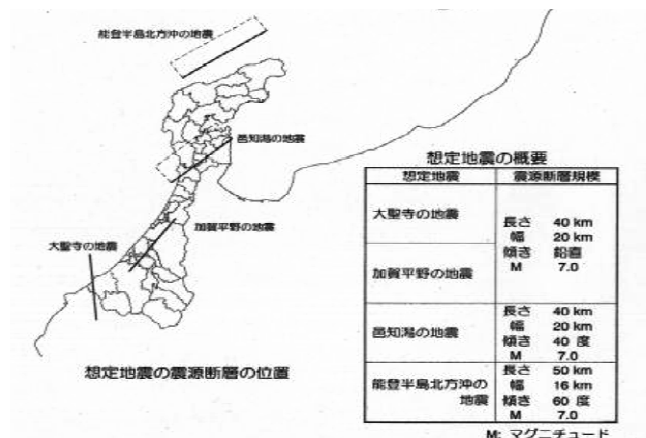 能登半島北方沖の地震
邑知潟の地震
加賀平野の地震
大聖寺の地震
想定地震の震源断層の位置
想定地震の概要
想定地震 震源断層規模
大聖寺の地震
加賀平野の地震
長さ 40 km
幅 20 km
傾き 鉛直
M 7.0
邑知潟の地震
長さ 40 km
幅 20 km
傾き 40 度
M 7.0
能登半島北方沖の
地震
長さ 50 km
幅 16 km
傾き 60 度
M 7.0
M: マグニチュード